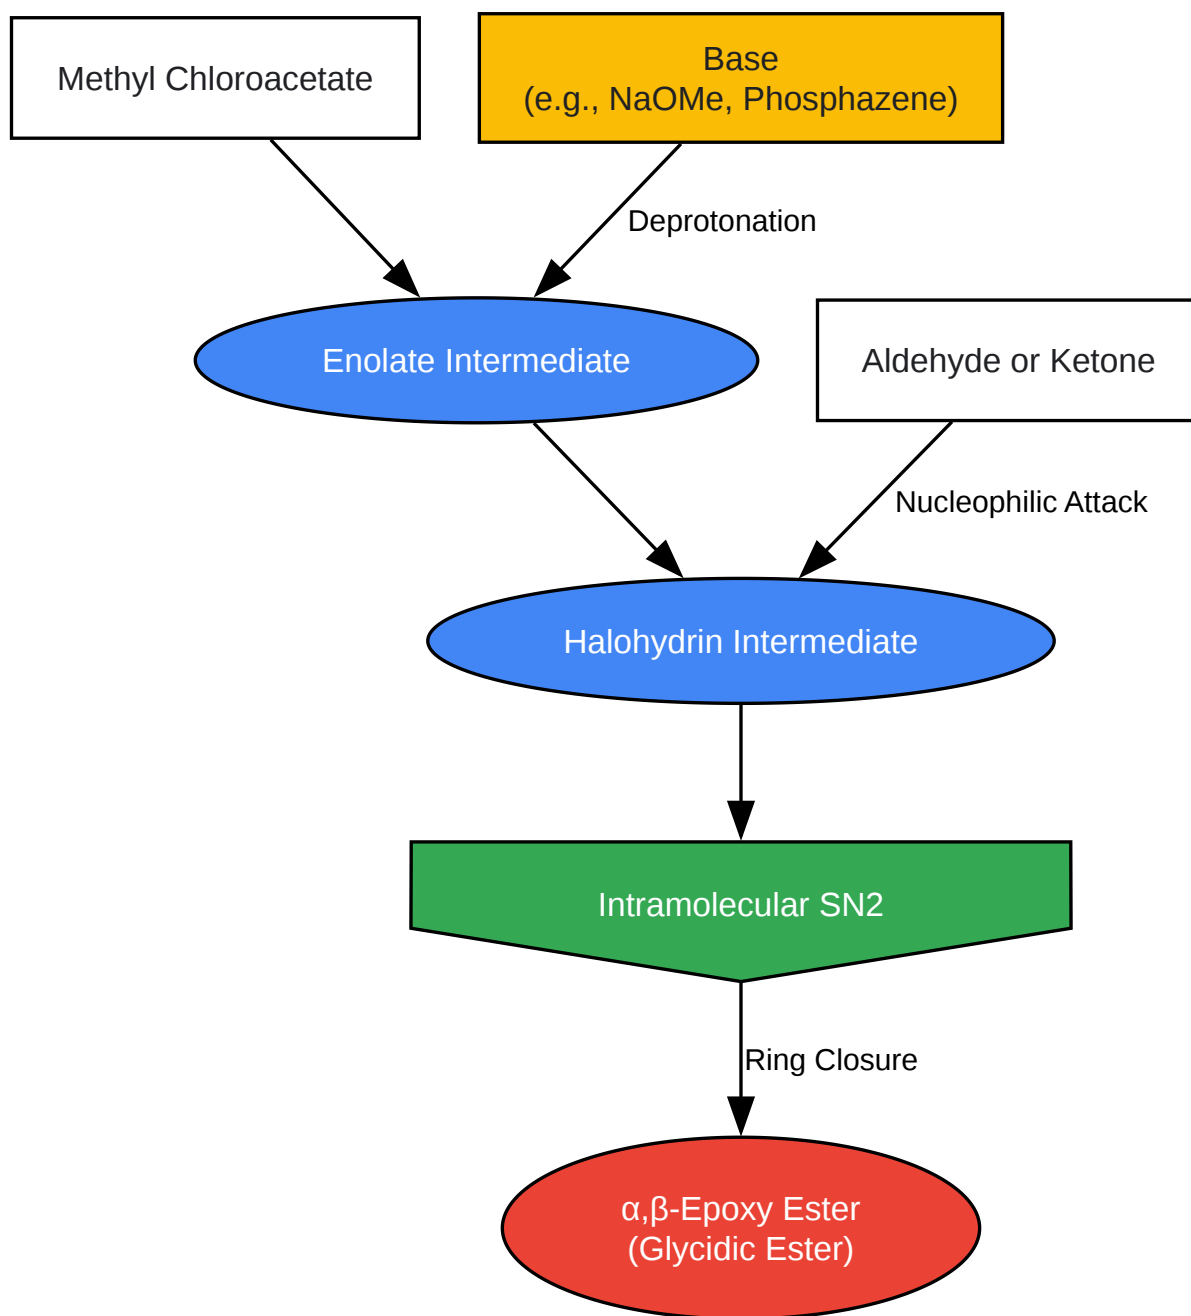 Methyl Chloroacetate
Base
(e.g., NaOMe, Phosphazene)
Deprotonation
Enolate Intermediate
Aldehyde or Ketone
Nucleophilic Attack
Halohydrin Intermediate
Intramolecular SN2
Ring Closure
α,β-Epoxy Ester
(Glycidic Ester)